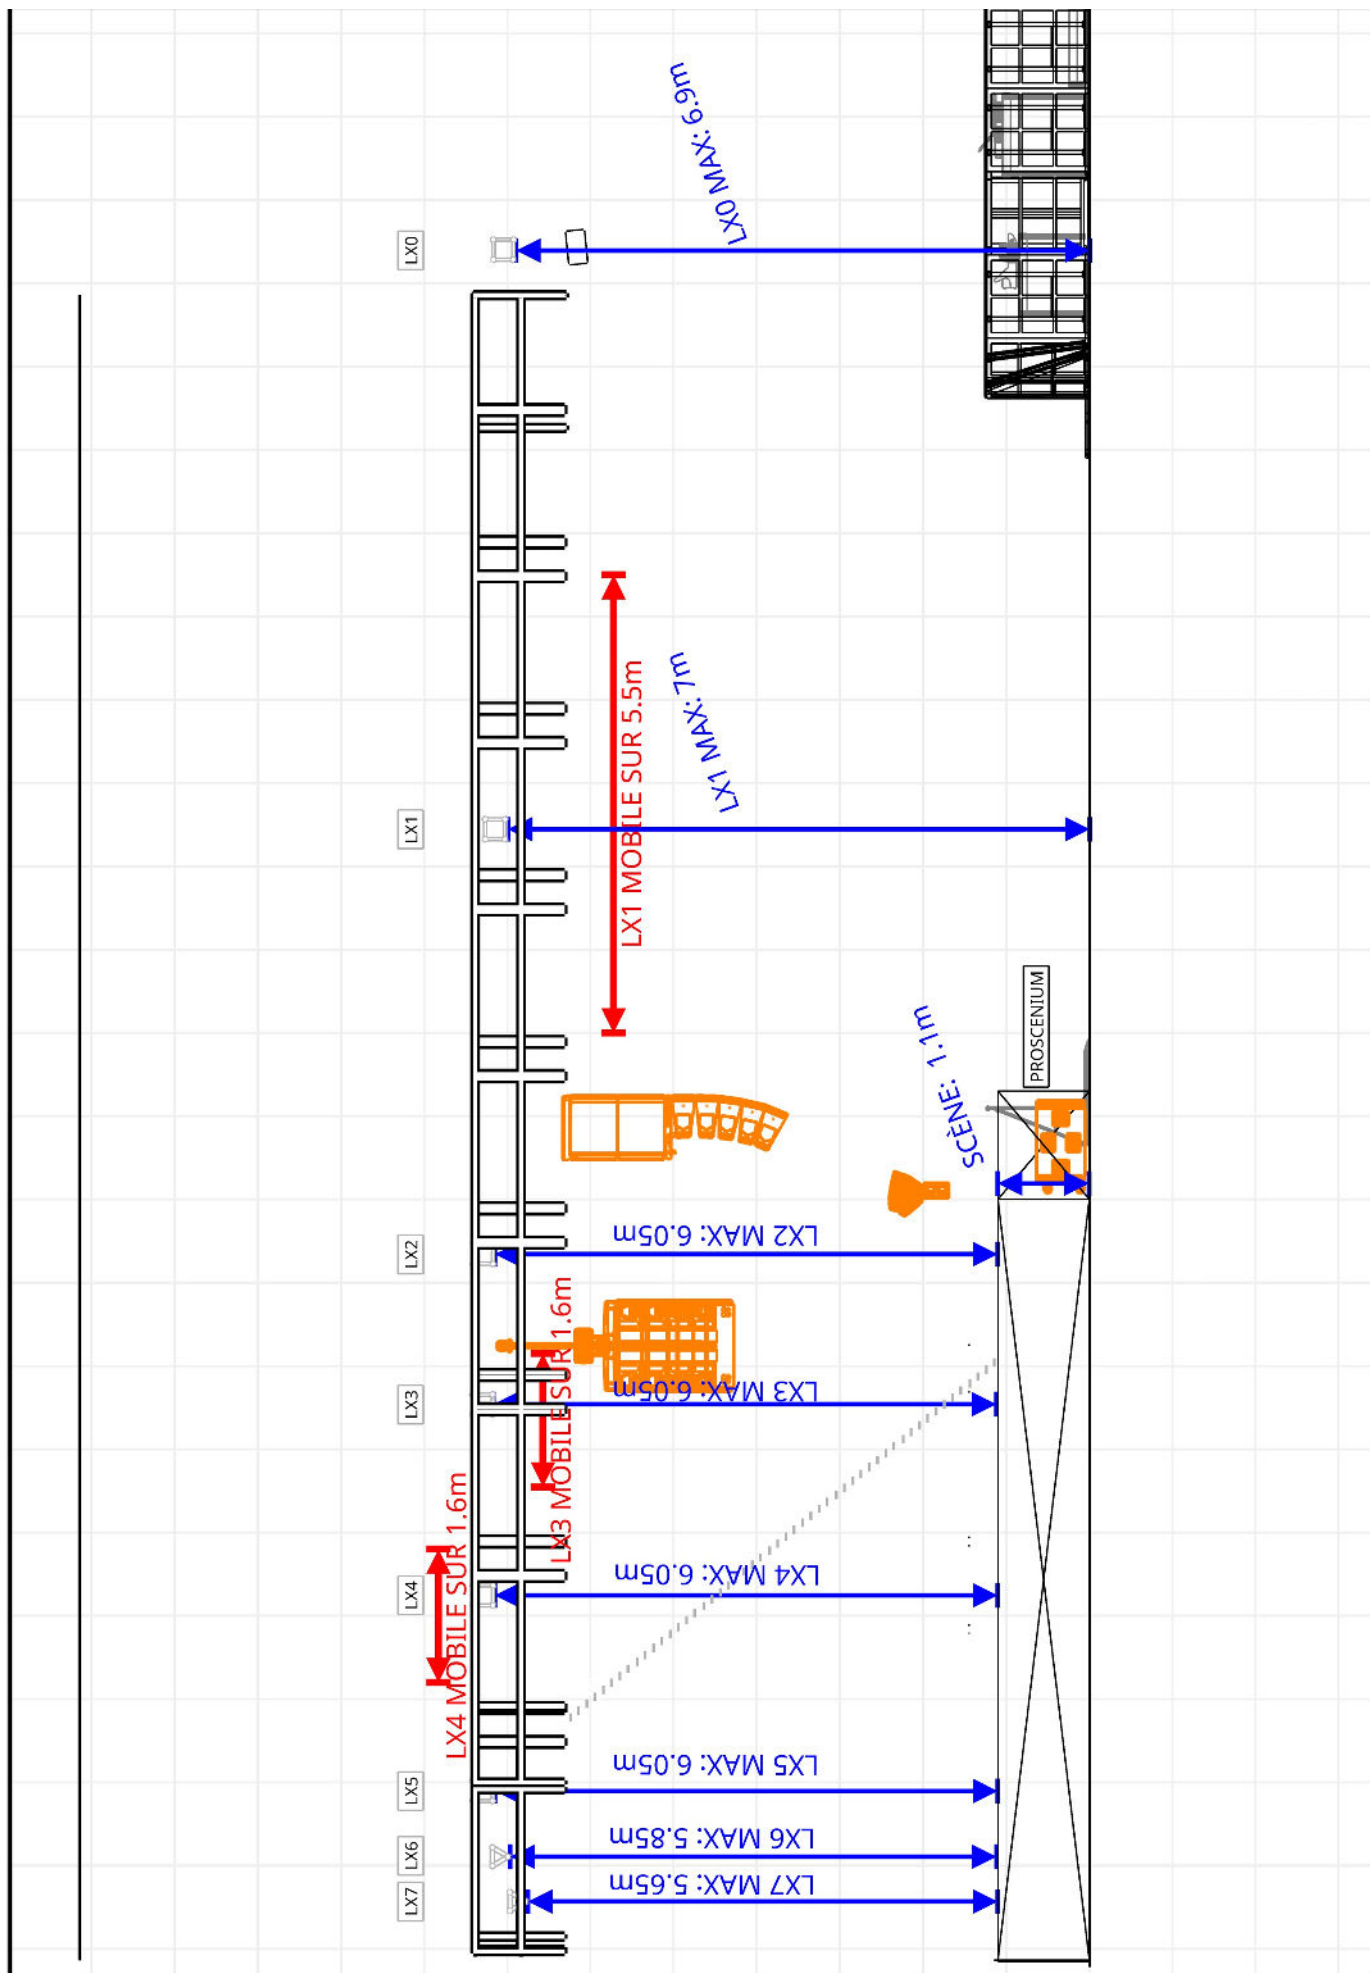 LX0
LX0 MAX: 6.9m
LX1 MOBILE SUR 5.5m
LX1 MAX: 7m
LX1
PROSCENIUM
SCÈNE: 1.1m
LX2
LX2 MAX: 6.05m
LX3 MOBILE SUR 1.6m
LX3
LX3 MAX: 6.05m
LX4 MOBILE SUR 1.6m
LX4
LX4 MAX: 6.05m
LX5
LX5 MAX: 6.05m
LX6
LX6 MAX: 5.85m
LX7
LX7 MAX: 5.65m